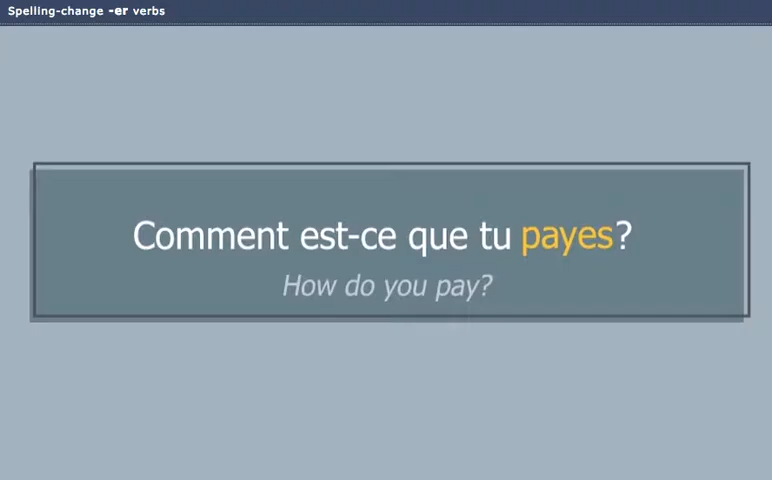 Spelling-change -er verbs
Comment est-ce que tu payes?
How do you pay?